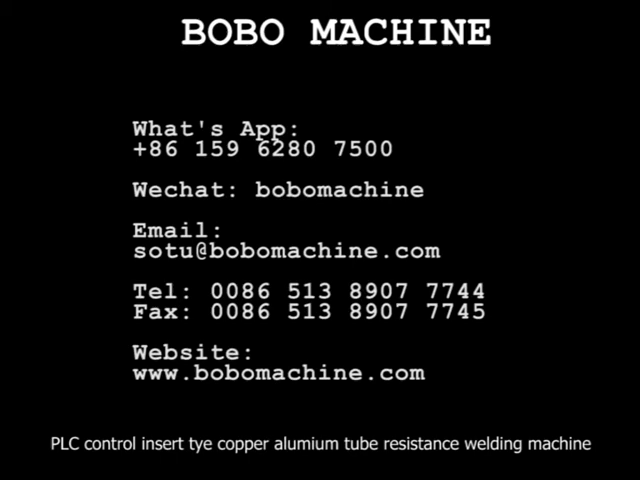 BOBO MACHINE
What's App:
+86 159 6280 7500
Wechat: bobomachine
Email:
sotu@bobomachine.com
Tel: 0086 513 8907 7744
Fax: 0086 513 8907 7745
Website:
www.bobomachine.com
PLC control insert tye copper alumium tube resistance welding machine